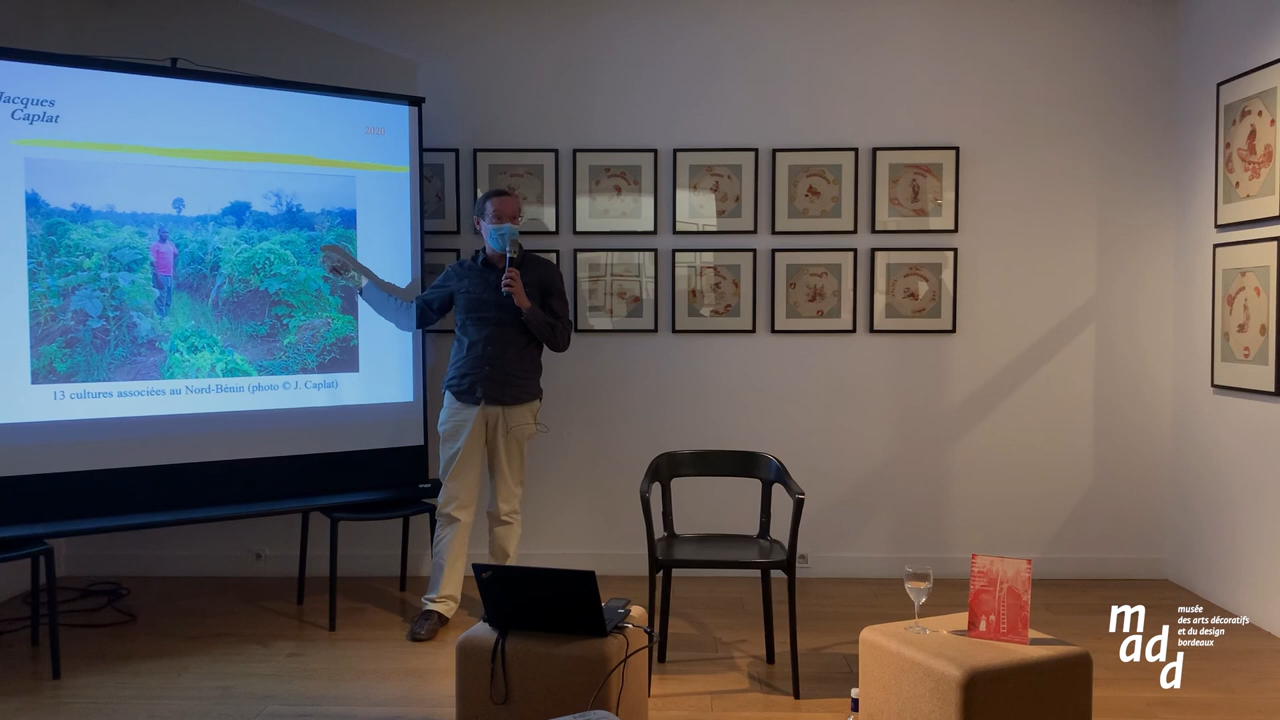 Jacques
Caplat
2020
13 cultures associées au Nord-Bénin (photo © J. Caplat)
madd
musée
des arts décoratifs
et du design
bordeaux